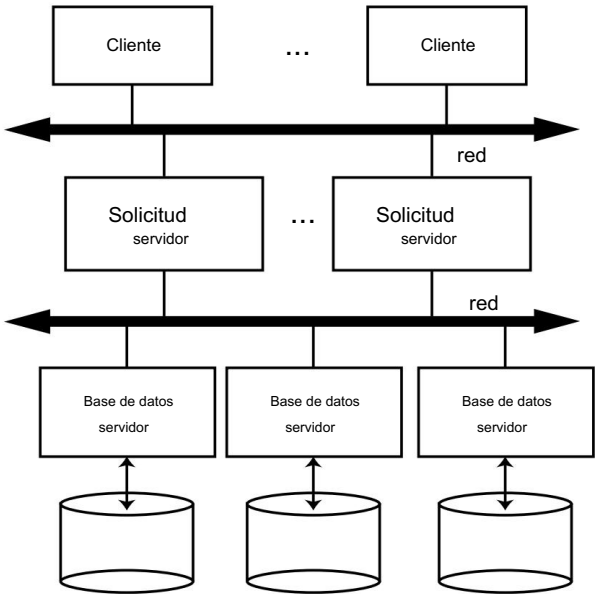 Cliente ... Cliente
red
Solicitud ... Solicitud
servidor servidor
red
Base de datos Base de datos Base de datos
servidor servidor servidor